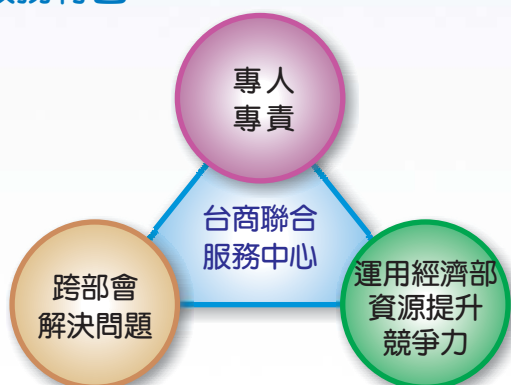 專人
專責
台商聯合
服務中心
跨部會
解決問題
運用經濟部
資源提升
競爭力